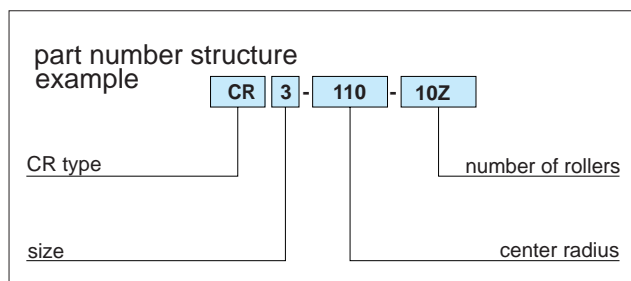 part number structure
example
CR 3 - 110 - 10Z
CR type
number of rollers
size
center radius